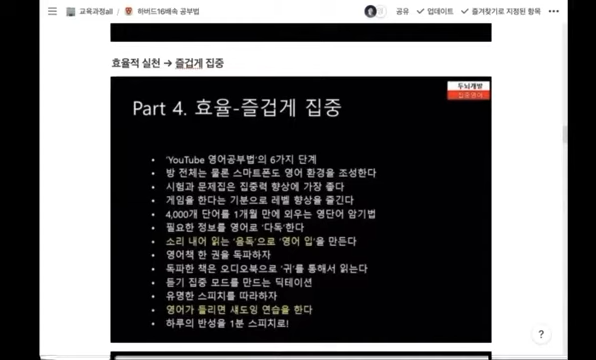 교육과정all / 하버드16배속 공부법
공유 업데이트 즐겨찾기로 지정된 항목
효율적 실천 → 즐겁게 집중
두뇌개발
집중영어
Part 4. 효율-즐겁게 집중
• 'YouTube 영어공부법'의 6가지 단계
• 방 전체는 물론 스마트폰도 영어 환경을 조성한다
• 시험과 문제집은 집중력 향상에 가장 좋다
• 게임을 한다는 기분으로 레벨 향상을 즐긴다
• 4,000개 단어를 1개월 만에 외우는 영단어 암기법
• 필요한 정보를 영어로 '다독'한다
• 소리 내어 읽는 '음독'으로 '영어 입'을 만든다
• 영어책 한 권을 독파하자
• 독파한 책은 오디오북으로 '귀'를 통해서 읽는다
• 듣기 집중 모드를 만드는 딕테이션
• 유명한 스피치를 따라하자
• 영어가 들리면 섀도잉 연습을 한다
• 하루의 반성을 1분 스피치로!
?